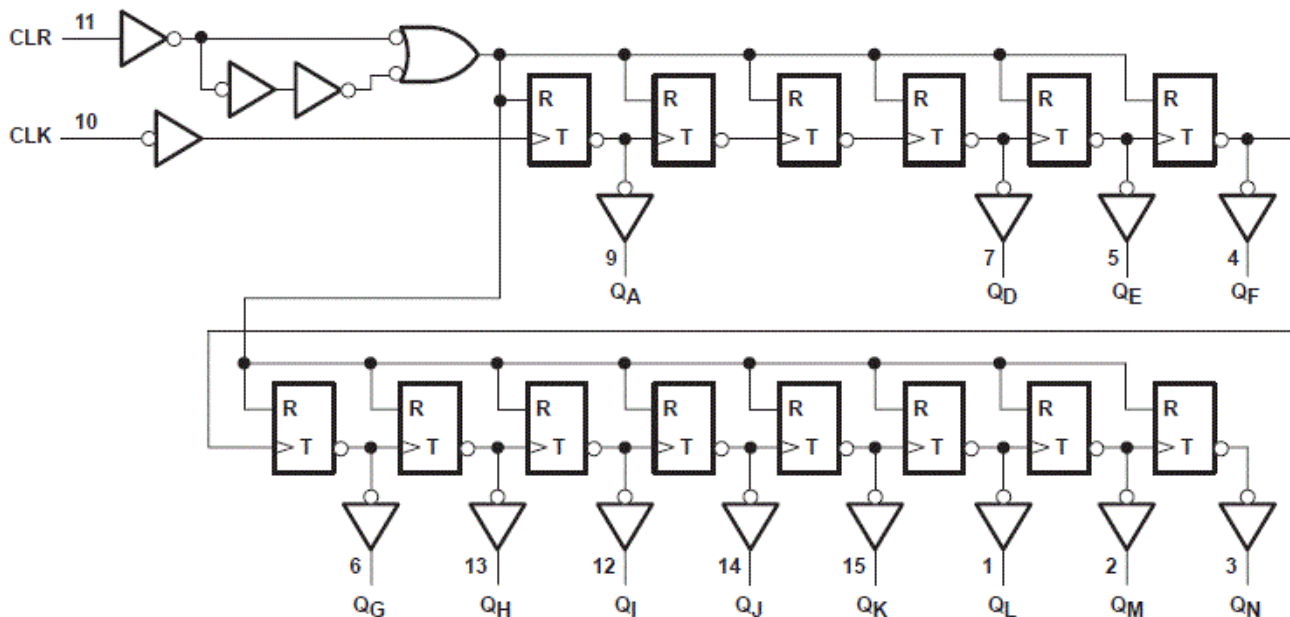 CLR 11
CLK 10
R R R R R R
T T T T T T
9 7 5 4
QA QD QE QF
R R R R R R R R
T T T T T T T T
6 13 12 14 15 1 2 3
QG QH QI QJ QK QL QM QN